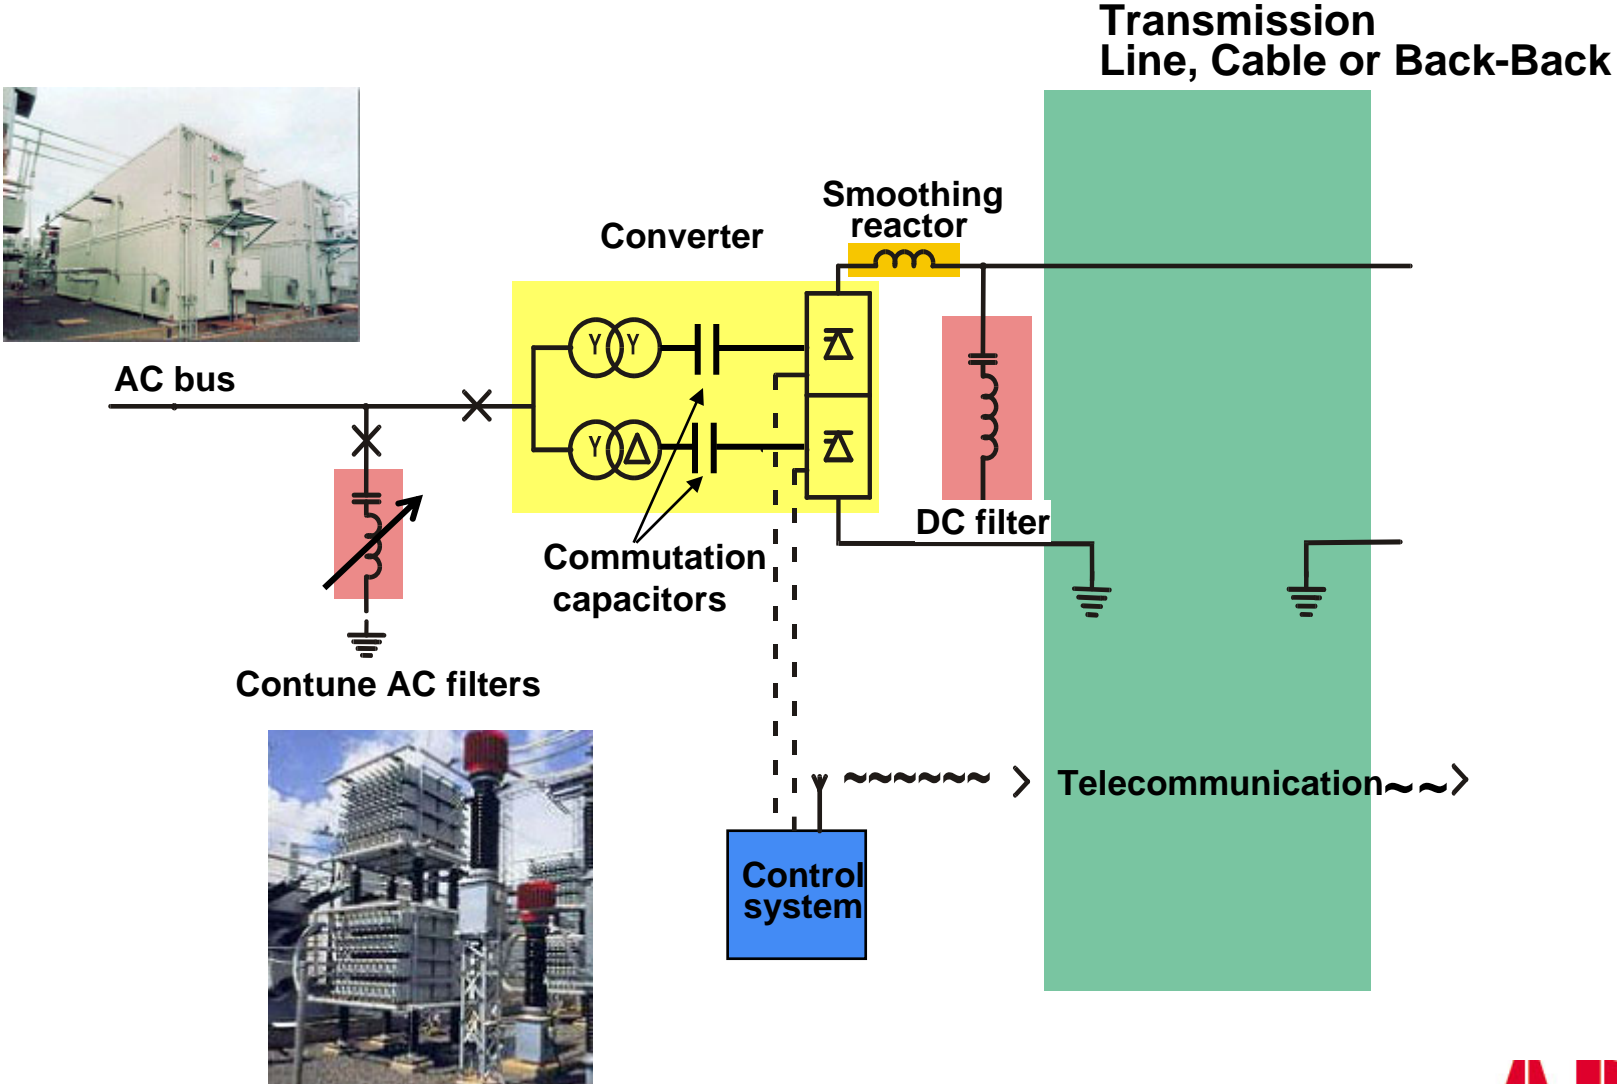 Transmission
Line, Cable or Back-Back
Smoothing
reactor
Converter
Y Y
AC bus
Y Δ
DC filter
Commutation
capacitors
Contune AC filters
~~~~~~ > Telecommunication~~>
Control
system